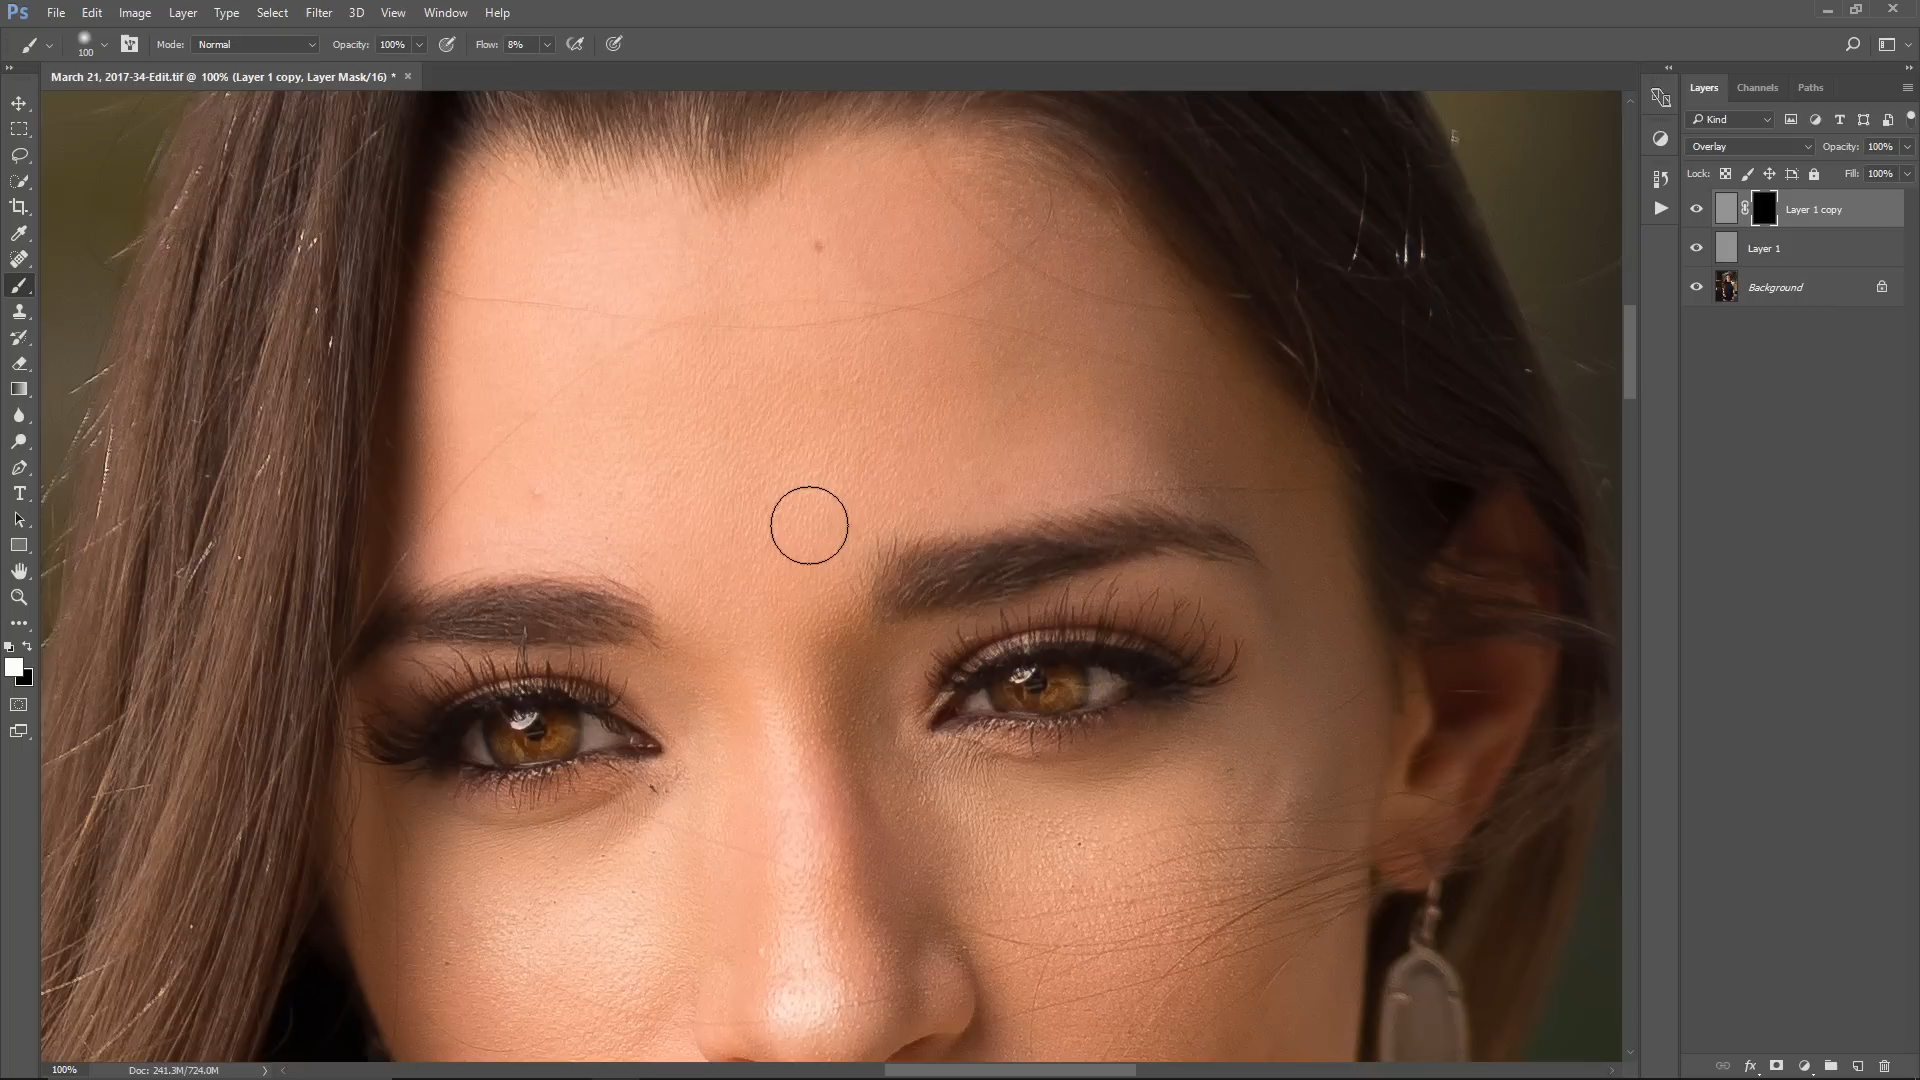 Ps File Edit Image Layer Type Select Filter 3D View Window Help
100 Mode: Normal Opacity: 100% Flow: 8%
March 21, 2017-34-Edit.tif @ 100% (Layer 1 copy, Layer Mask/16) * ×
Layers Channels Paths
Kind
Overlay Opacity: 100%
Lock: Fill: 100%
Layer 1 copy
Layer 1
Background
100% Doc: 241.3M/724.0M
fx